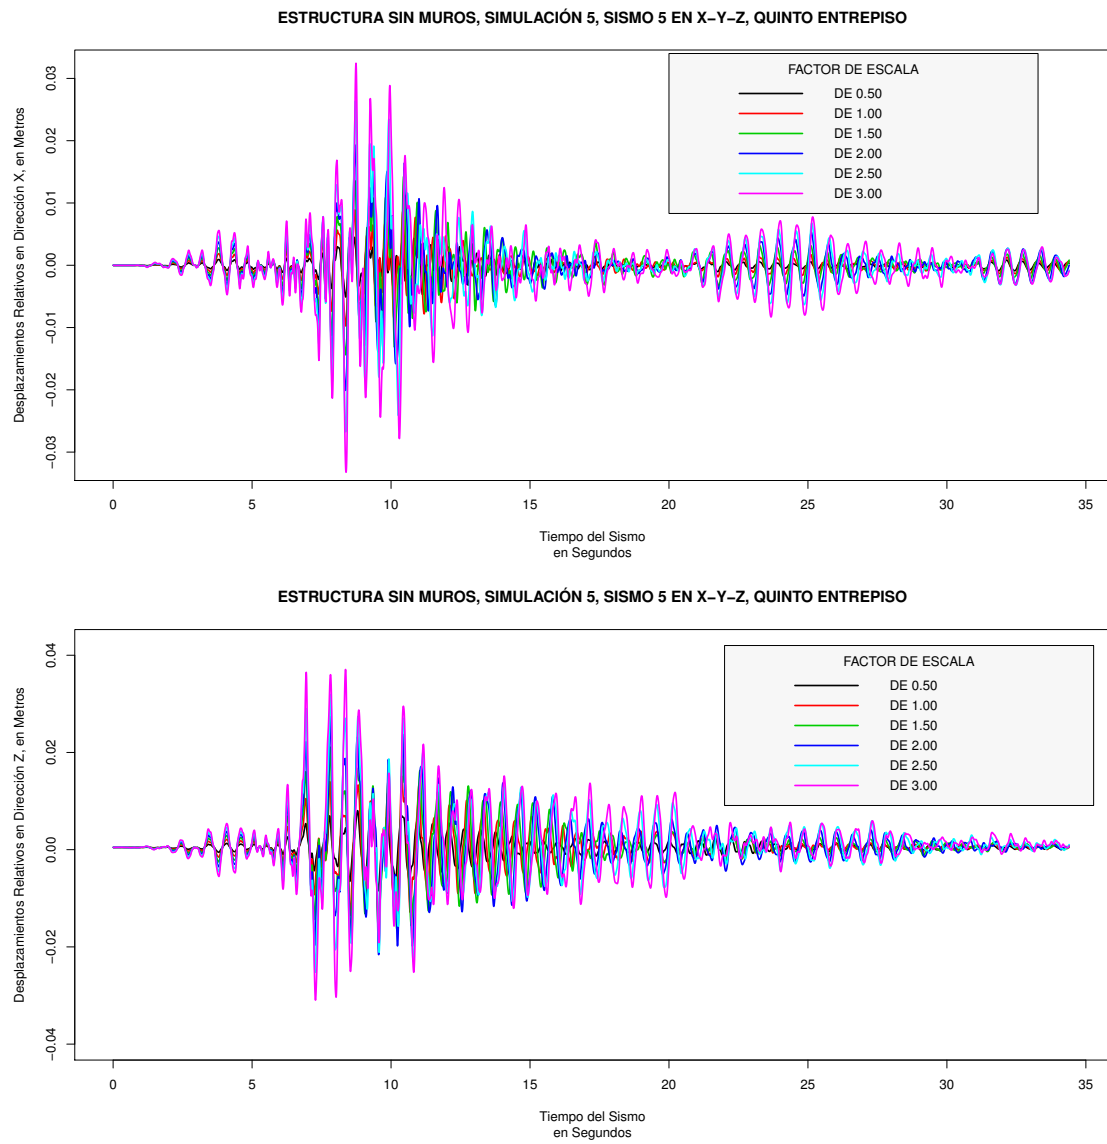 ESTRUCTURA SIN MUROS, SIMULACIÓN 5, SISMO 5 EN X−Y−Z, QUINTO ENTREPISO
Desplazamientos Relativos en Dirección X, en Metros
0.03
0.02
0.01
0.00
−0.01
−0.02
−0.03
FACTOR DE ESCALA
DE 0.50
DE 1.00
DE 1.50
DE 2.00
DE 2.50
DE 3.00
0 5 10 15 20 25 30 35
Tiempo del Sismo
en Segundos
ESTRUCTURA SIN MUROS, SIMULACIÓN 5, SISMO 5 EN X−Y−Z, QUINTO ENTREPISO
Desplazamientos Relativos en Dirección Z, en Metros
0.04
0.02
0.00
−0.02
−0.04
FACTOR DE ESCALA
DE 0.50
DE 1.00
DE 1.50
DE 2.00
DE 2.50
DE 3.00
0 5 10 15 20 25 30 35
Tiempo del Sismo
en Segundos